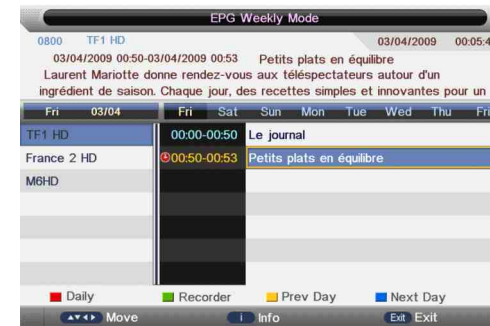 EPG Weekly Mode
0800 TF1 HD 03/04/2009 00:05:4
03/04/2009 00:50-03/04/2009 00:53 Petits plats en équilibre
Laurent Mariotte donne rendez-vous aux téléspectateurs autour d'un
ingrédient de saison. Chaque jour, des recettes simples et innovantes pour un
Fri 03/04 Fri Sat Sun Mon Tue Wed Thu Fri
TF1 HD 00:00-00:50 Le journal
France 2 HD 00:50-00:53 Petits plats en équilibre
M6HD
Daily Recorder Prev Day Next Day
Move i Info Exit Exit